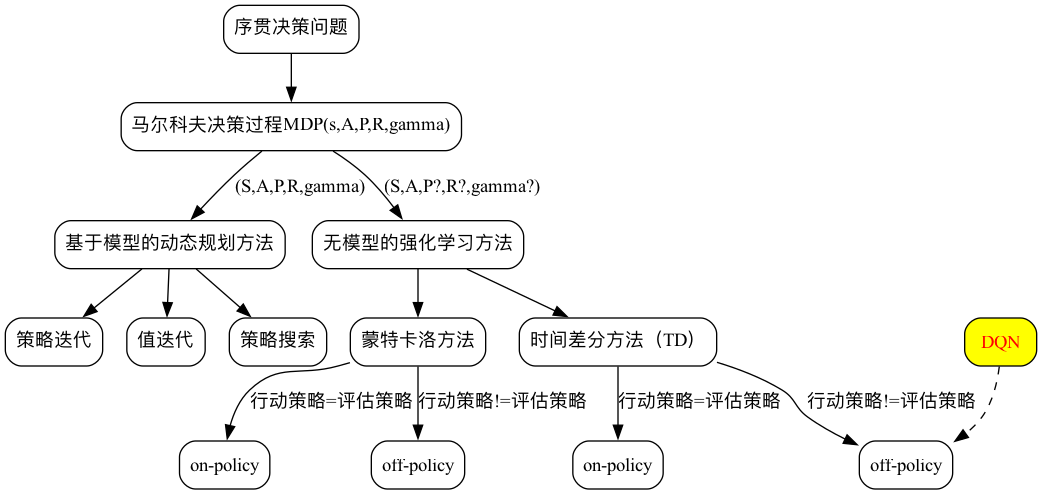 序贯决策问题
马尔科夫决策过程MDP(s,A,P,R,gamma)
(S,A,P,R,gamma)
(S,A,P?,R?,gamma?)
基于模型的动态规划方法
无模型的强化学习方法
策略迭代
值迭代
策略搜索
蒙特卡洛方法
时间差分方法（TD）
DQN
行动策略=评估策略
行动策略!=评估策略
行动策略=评估策略
行动策略!=评估策略
on-policy
off-policy
on-policy
off-policy